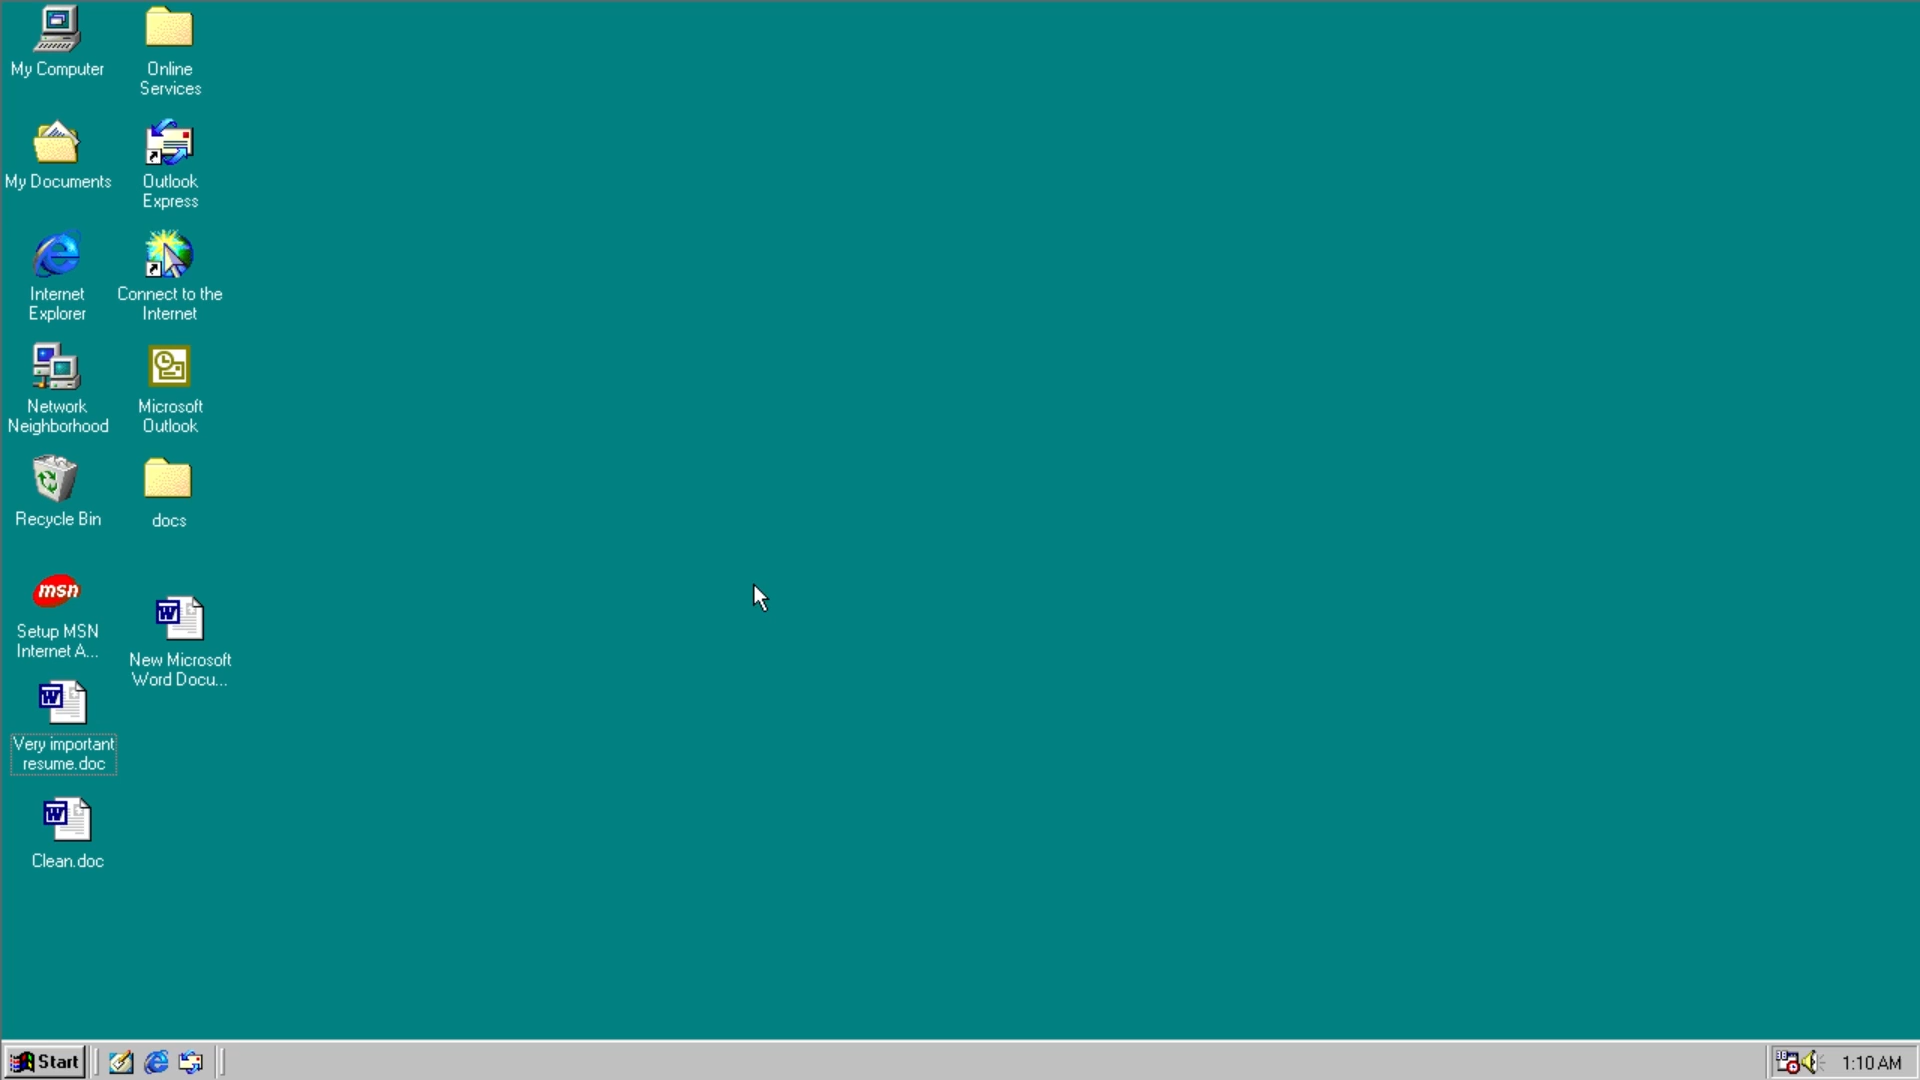 My Computer
Online
Services
My Documents
Outlook
Express
Internet
Explorer
Connect to the
Internet
Network
Neighborhood
Microsoft
Outlook
Recycle Bin
docs
msn
Setup MSN
Internet A...
New Microsoft
Word Docu...
Very important
resume.doc
Clean.doc
Start
1:10 AM